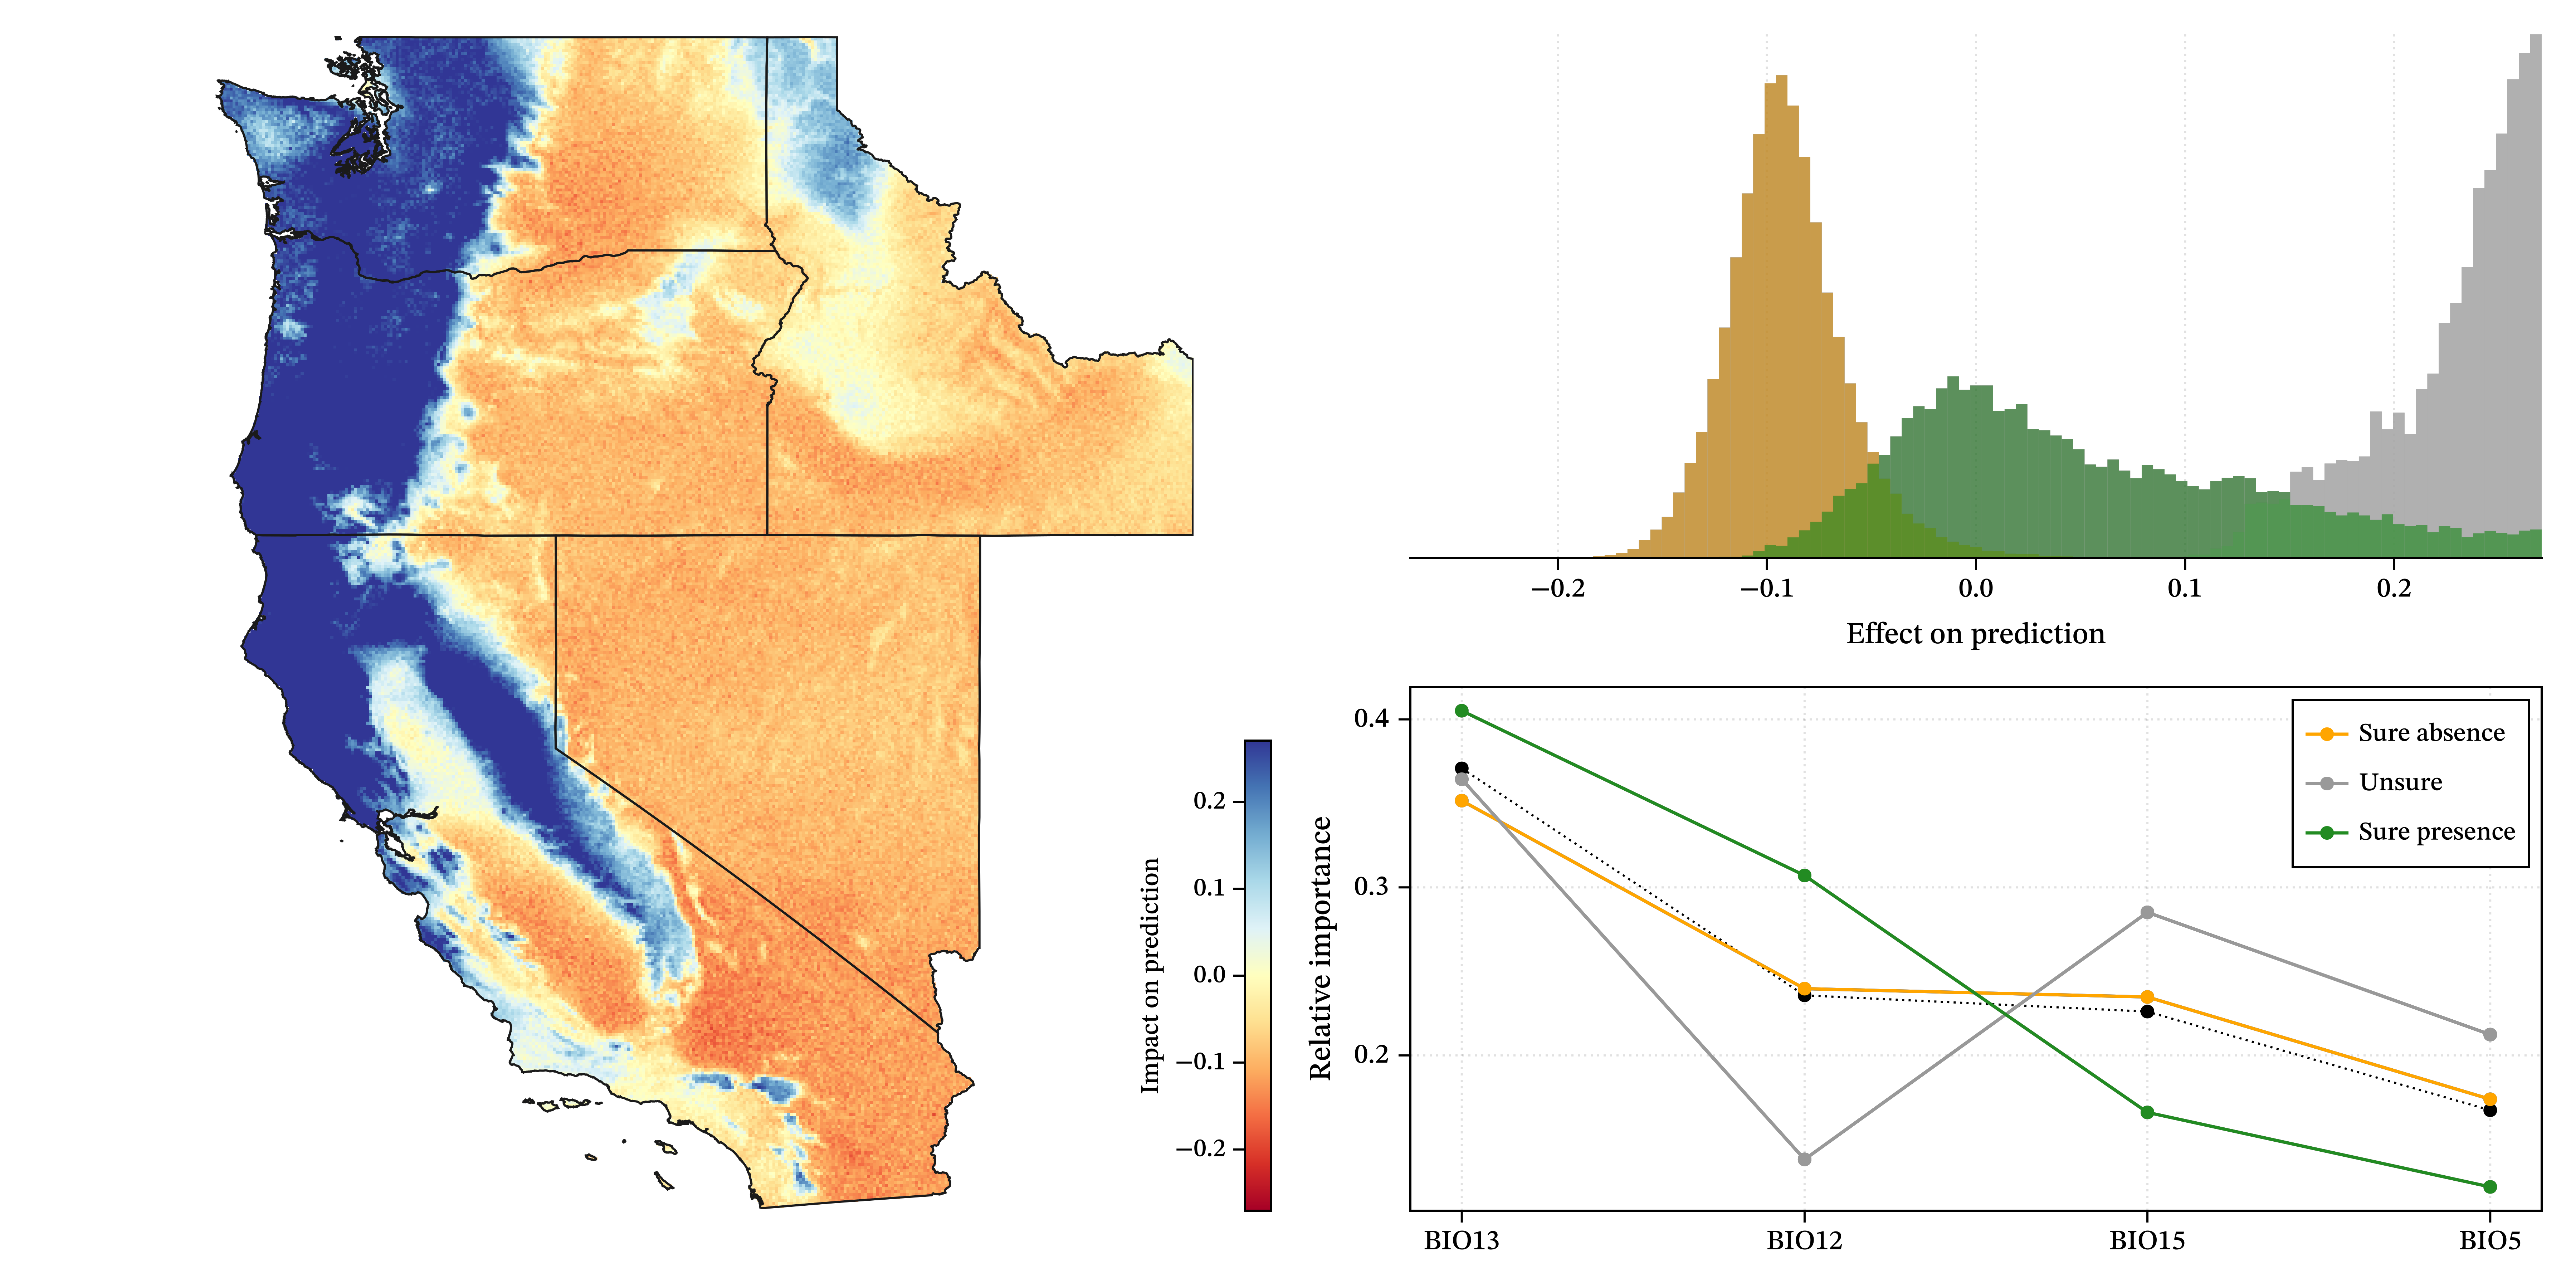 Impact on prediction
0.2
0.1
0.0
−0.1
−0.2
−0.2 −0.1 0.0 0.1 0.2
Effect on prediction
Relative importance
0.4
0.3
0.2
Sure absence
Unsure
Sure presence
BIO13 BIO12 BIO15 BIO5